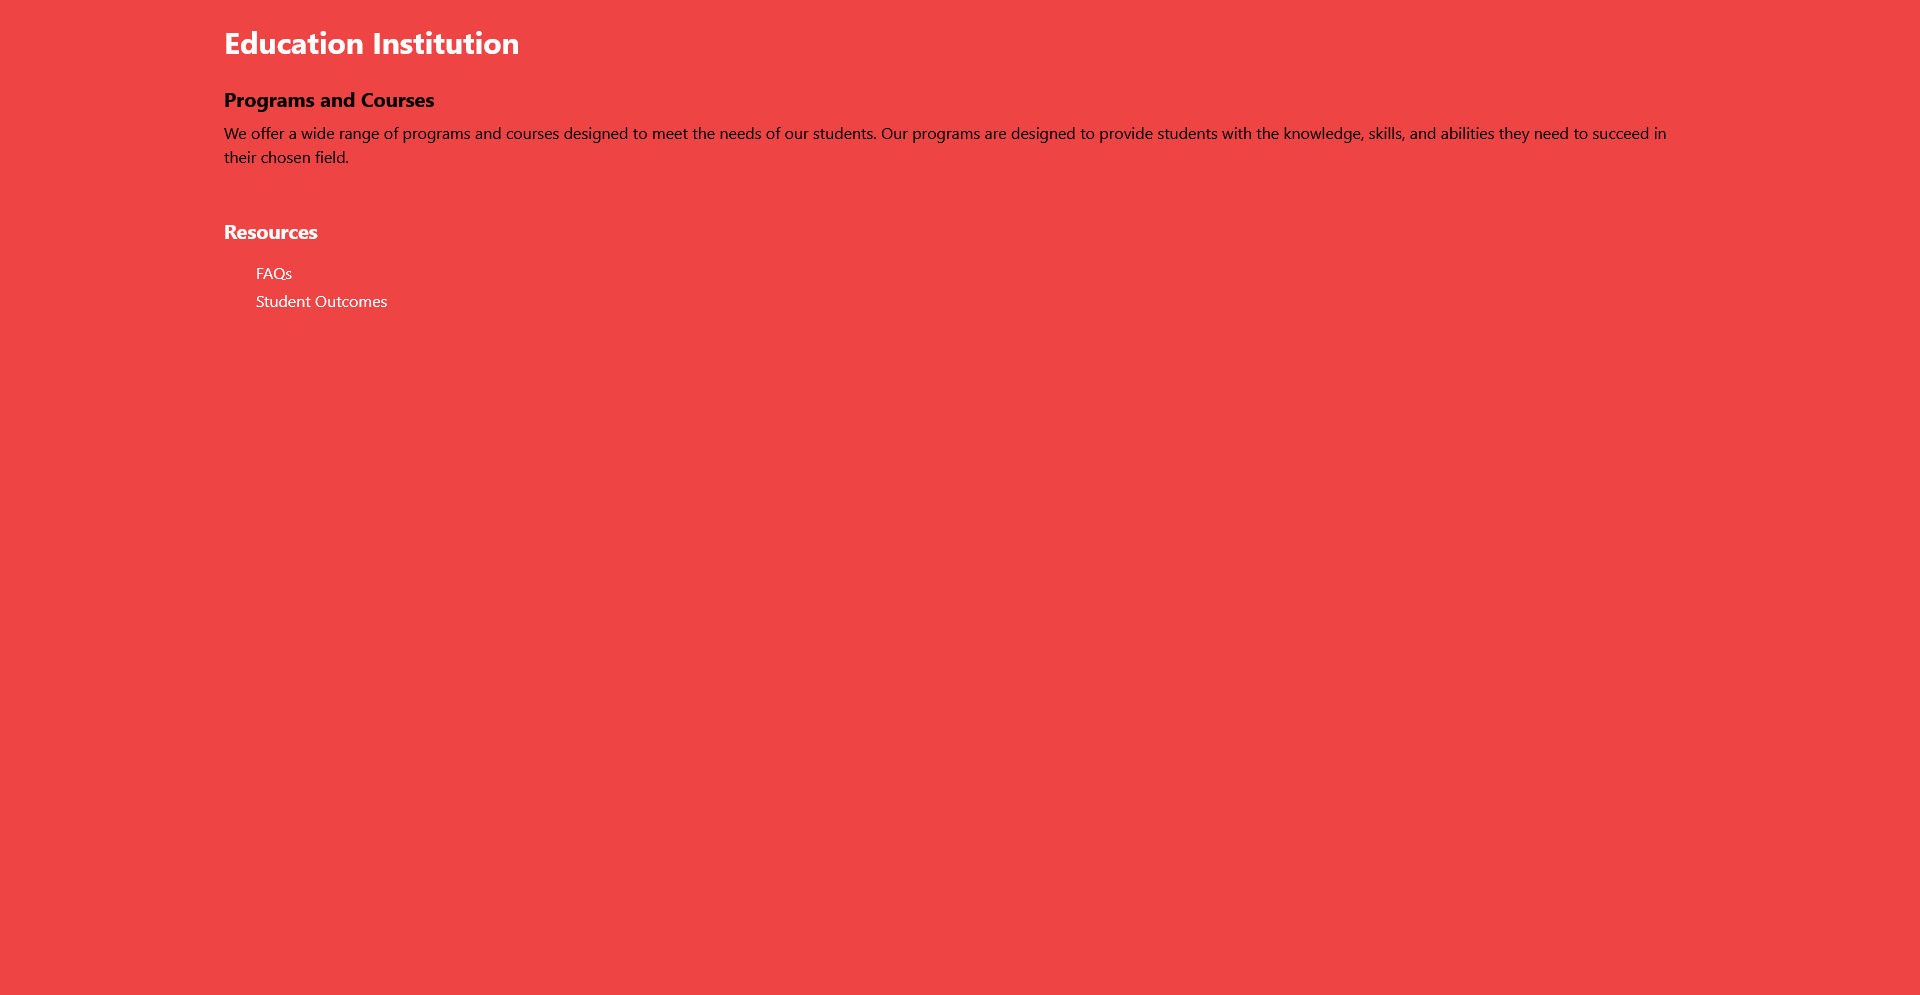 Education Institution
Programs and Courses
We offer a wide range of programs and courses designed to meet the needs of our students. Our programs are designed to provide students with the knowledge, skills, and abilities they need to succeed in
their chosen field.
Resources
FAQs
Student Outcomes